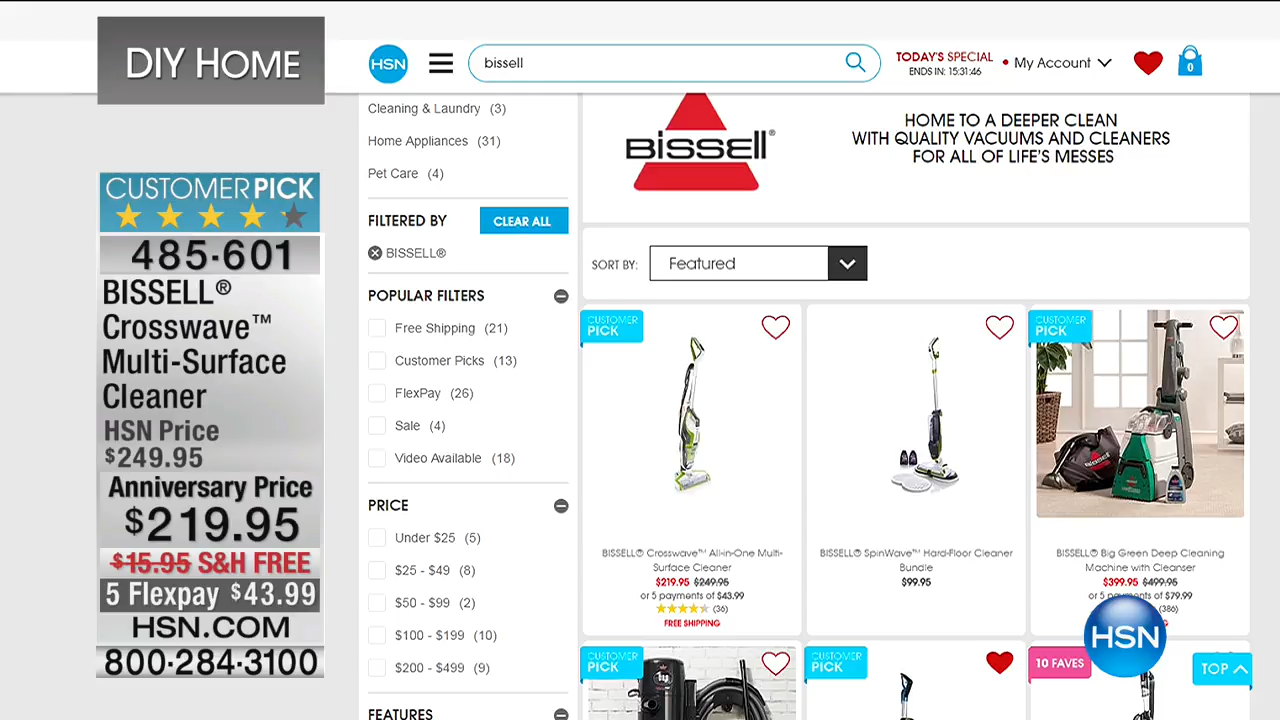 DIY HOME
CUSTOMER PICK
485-601
BISSELL®
Crosswave™
Multi-Surface
Cleaner
HSN Price
$249.95
Anniversary Price
$219.95
$15.95 S&H FREE
5 Flexpay $43.99
HSN.COM
800-284-3100
HSN
bissell
TODAY'S SPECIAL
ENDS IN: 15:31:46
My Account
0
Cleaning & Laundry (3)
Home Appliances (31)
Pet Care (4)
FILTERED BY
CLEAR ALL
BISSELL®
POPULAR FILTERS
Free Shipping (21)
Customer Picks (13)
FlexPay (26)
Sale (4)
Video Available (18)
PRICE
Under $25 (5)
$25 - $49 (8)
$50 - $99 (2)
$100 - $199 (10)
$200 - $499 (9)
FEATURES
BISSELL®
HOME TO A DEEPER CLEAN
WITH QUALITY VACUUMS AND CLEANERS
FOR ALL OF LIFE'S MESSES
SORT BY:
Featured
CUSTOMER
PICK
BISSELL® Crosswave™ All-in-One Multi-
Surface Cleaner
$219.95 $249.95
or 5 payments of $43.99
(36)
FREE SHIPPING
BISSELL® SpinWave™ Hard-Floor Cleaner
Bundle
$99.95
CUSTOMER
PICK
BISSELL
BISSELL® Big Green Deep Cleaning
Machine with Cleanser
$399.95 $499.95
or 5 payments of $79.99
(386)
CUSTOMER
PICK
CUSTOMER
PICK
10 FAVES
HSN
TOP